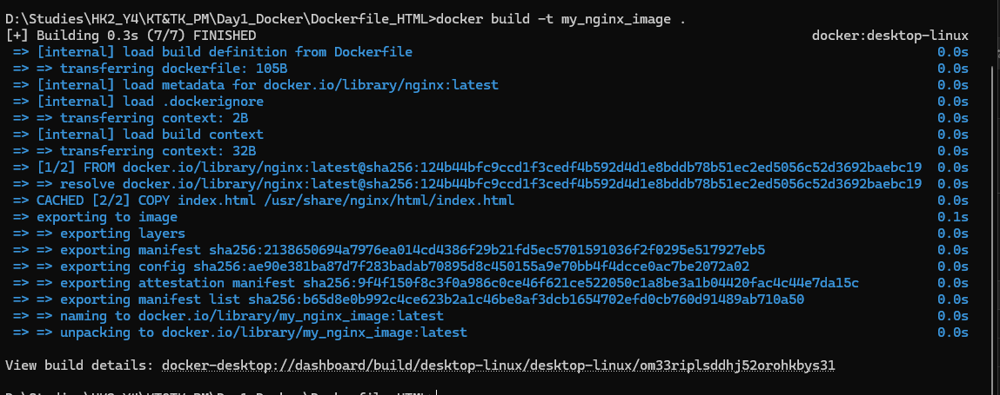 D:\Studies\HK2_Y4\KT&TK_PM\Day1_Docker\Dockerfile_HTML>docker build -t my_nginx_image .
[+] Building 0.3s (7/7) FINISHED docker:desktop-linux
=> [internal] load build definition from Dockerfile 0.0s
=> => transferring dockerfile: 105B 0.0s
=> [internal] load metadata for docker.io/library/nginx:latest 0.0s
=> [internal] load .dockerignore 0.0s
=> => transferring context: 2B 0.0s
=> [internal] load build context 0.0s
=> => transferring context: 32B 0.0s
=> [1/2] FROM docker.io/library/nginx:latest@sha256:124b44bfc9ccd1f3cedf4b592d4d1e8bddb78b51ec2ed5056c52d3692baebc19 0.0s
=> => resolve docker.io/library/nginx:latest@sha256:124b44bfc9ccd1f3cedf4b592d4d1e8bddb78b51ec2ed5056c52d3692baebc19 0.0s
=> CACHED [2/2] COPY index.html /usr/share/nginx/html/index.html 0.0s
=> exporting to image 0.1s
=> => exporting layers 0.0s
=> => exporting manifest sha256:2138650694a7976ea014cd4386f29b21fd5ec5701591036f2f0295e517927eb5 0.0s
=> => exporting config sha256:ae90e381ba87d7f283badab70895d8c450155a9e70bb4f4dcce0ac7be2072a02 0.0s
=> => exporting attestation manifest sha256:9f4f150f8c3f0a986c0ce46f621ce522050c1a8be3a1b04420fac4c44e7da15c 0.0s
=> => exporting manifest list sha256:b65d8e0b992c4ce623b2a1c46be8af3dcb1654702efd0cb760d91489ab710a50 0.0s
=> => naming to docker.io/library/my_nginx_image:latest 0.0s
=> => unpacking to docker.io/library/my_nginx_image:latest 0.0s
View build details: docker-desktop://dashboard/build/desktop-linux/desktop-linux/om33riplsddhj52orohkbys31
D:\Studies\HK2_Y4\KT&TK_PM\Day1_Docker\Dockerfile_HTML>